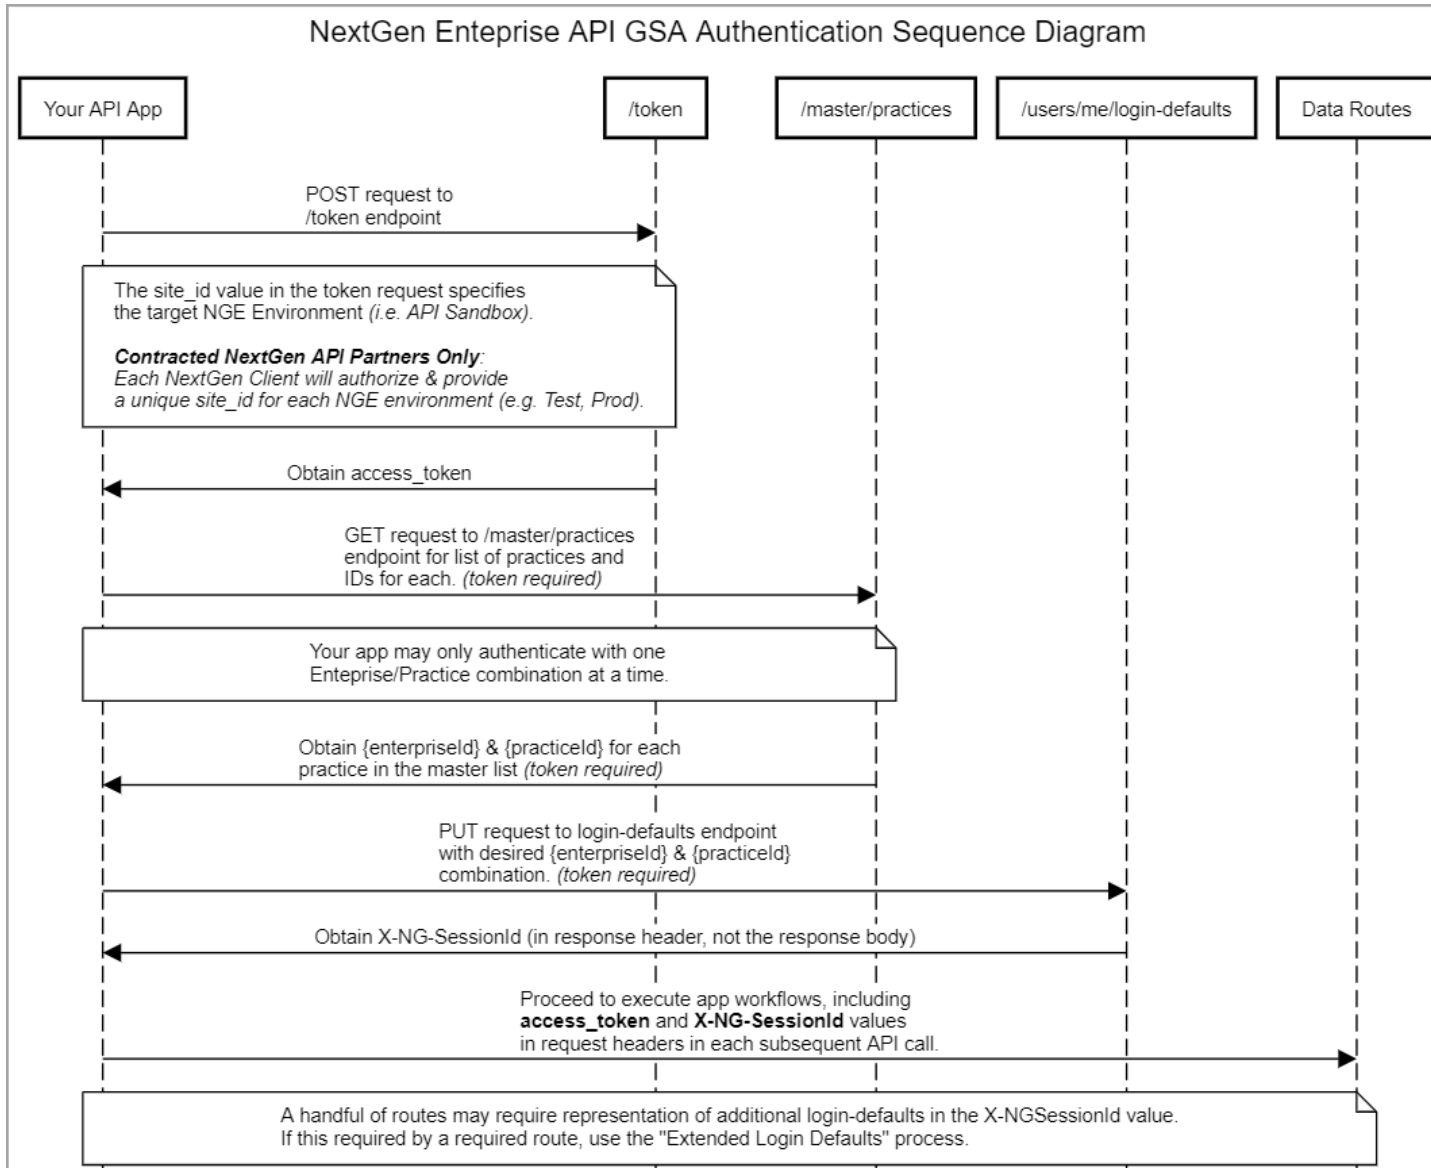 NextGen Enteprise API GSA Authentication Sequence Diagram
Your API App
/token
/master/practices
/users/me/login-defaults
Data Routes
POST request to
/token endpoint
The site_id value in the token request specifies
the target NGE Environment (i.e. API Sandbox).
Contracted NextGen API Partners Only:
Each NextGen Client will authorize & provide
a unique site_id for each NGE environment (e.g. Test, Prod).
Obtain access_token
GET request to /master/practices
endpoint for list of practices and
IDs for each. (token required)
Your app may only authenticate with one
Enteprise/Practice combination at a time.
Obtain {enterpriseId} & {practiceId} for each
practice in the master list (token required)
PUT request to login-defaults endpoint
with desired {enterpriseId} & {practiceId}
combination. (token required)
Obtain X-NG-SessionId (in response header, not the response body)
Proceed to execute app workflows, including
access_token and X-NG-SessionId values
in request headers in each subsequent API call.
A handful of routes may require representation of additional login-defaults in the X-NGSessionId value.
If this required by a required route, use the "Extended Login Defaults" process.